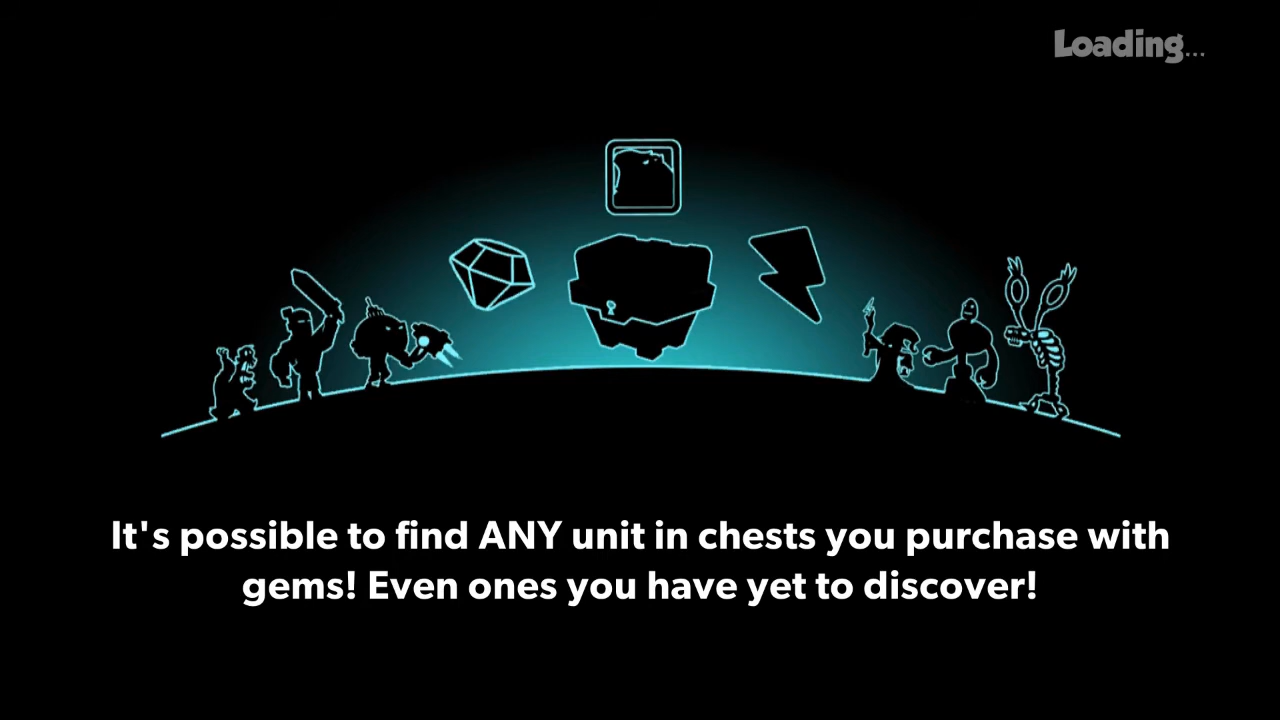 Loading...
It's possible to find ANY unit in chests you purchase with
gems! Even ones you have yet to discover!